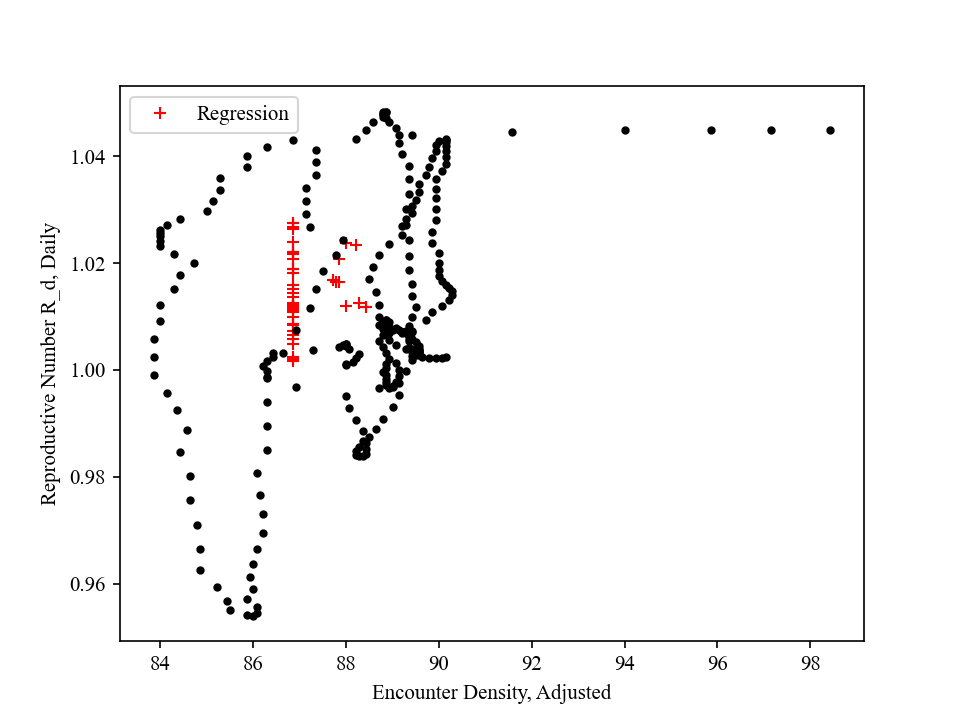 Regression
1.04
1.02
1.00
0.98
0.96
Reproductive Number R_d, Daily
84 86 88 90 92 94 96 98
Encounter Density, Adjusted